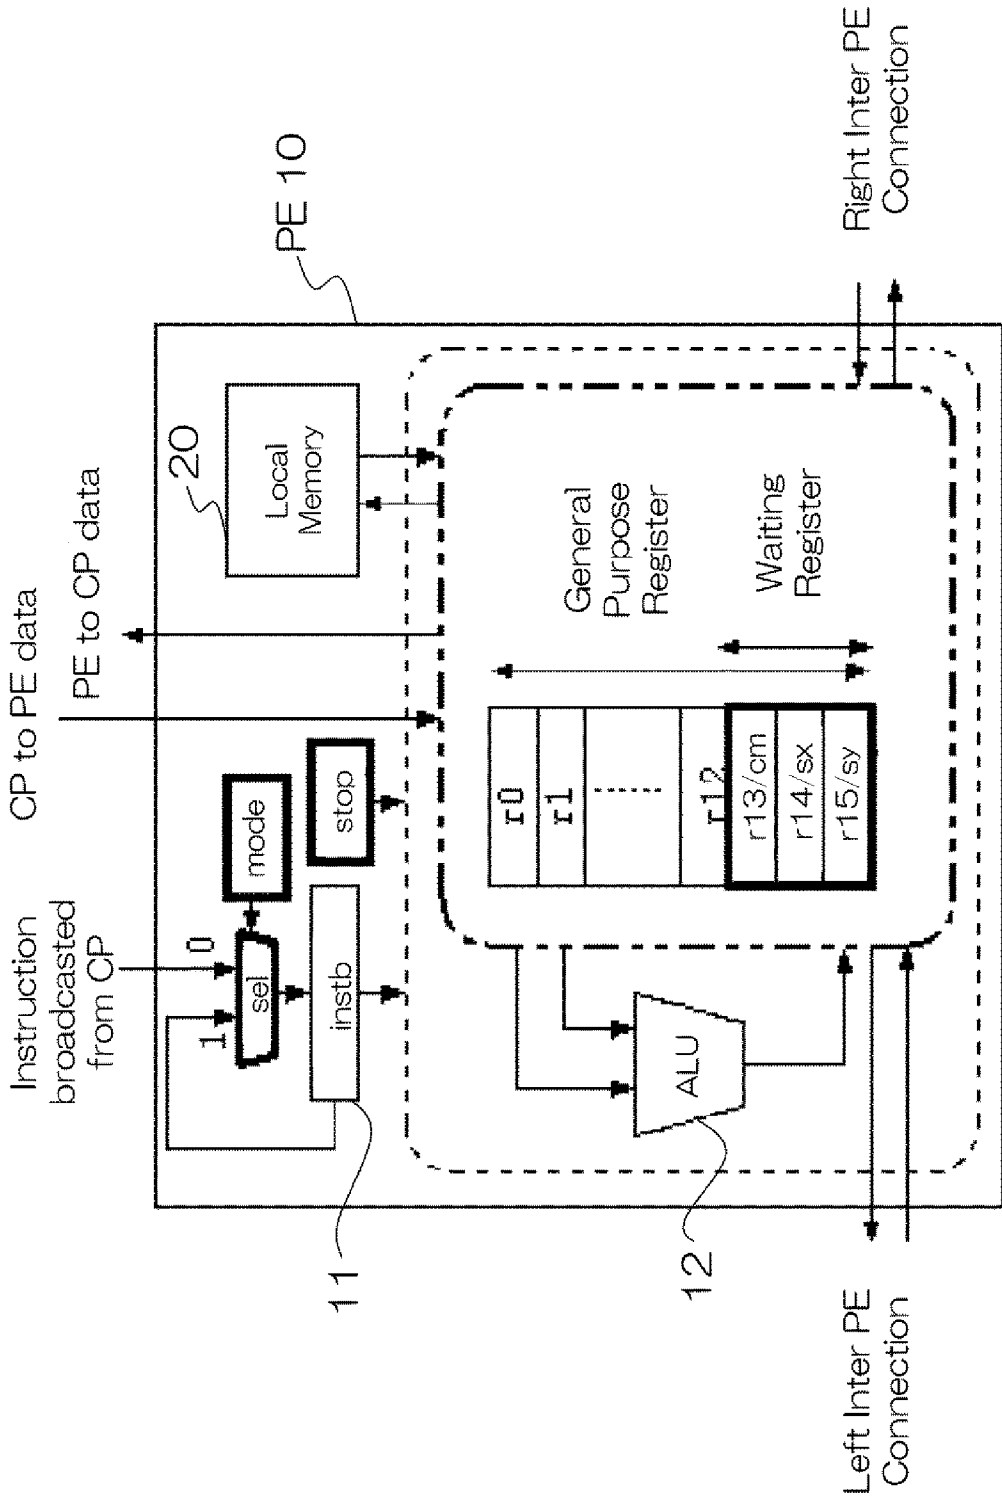 Instruction
broadcasted
from CP
CP to PE data
PE to CP data
PE 10
1
0
sel
mode
instb
stop
11
20
Local
Memory
ALU
12
r0
r1
........
r12
r13/cm
r14/sx
r15/sy
General
Purpose
Register
Waiting
Register
Left Inter PE
Connection
Right Inter PE
Connection